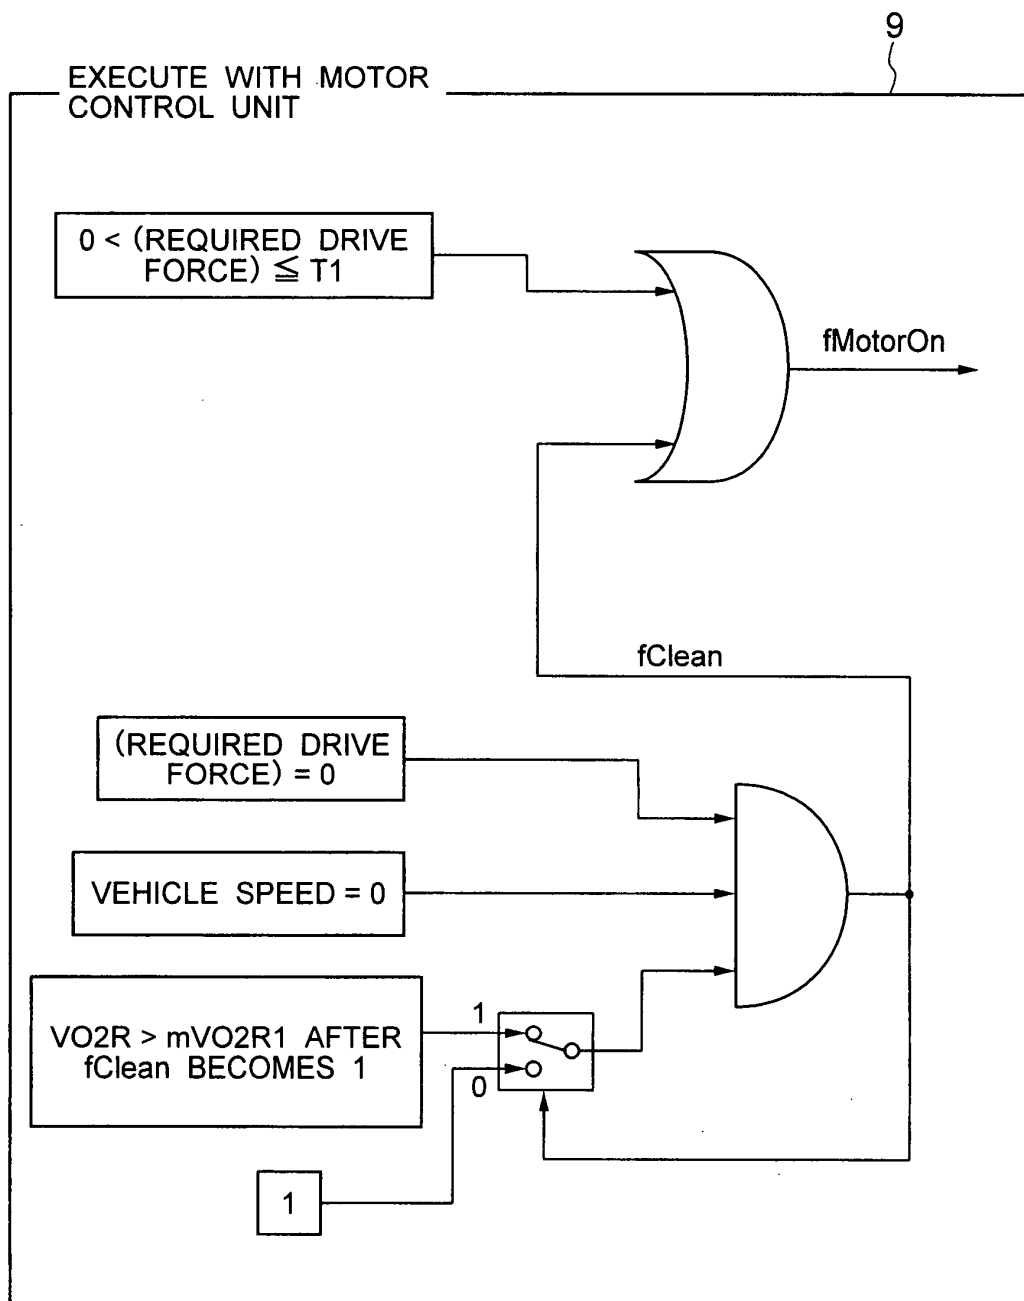 9
EXECUTE WITH MOTOR
CONTROL UNIT
0 < (REQUIRED DRIVE
FORCE) ≦ T1
fMotorOn
fClean
(REQUIRED DRIVE
FORCE) = 0
VEHICLE SPEED = 0
VO2R > mVO2R1 AFTER
fClean BECOMES 1
1
0
1